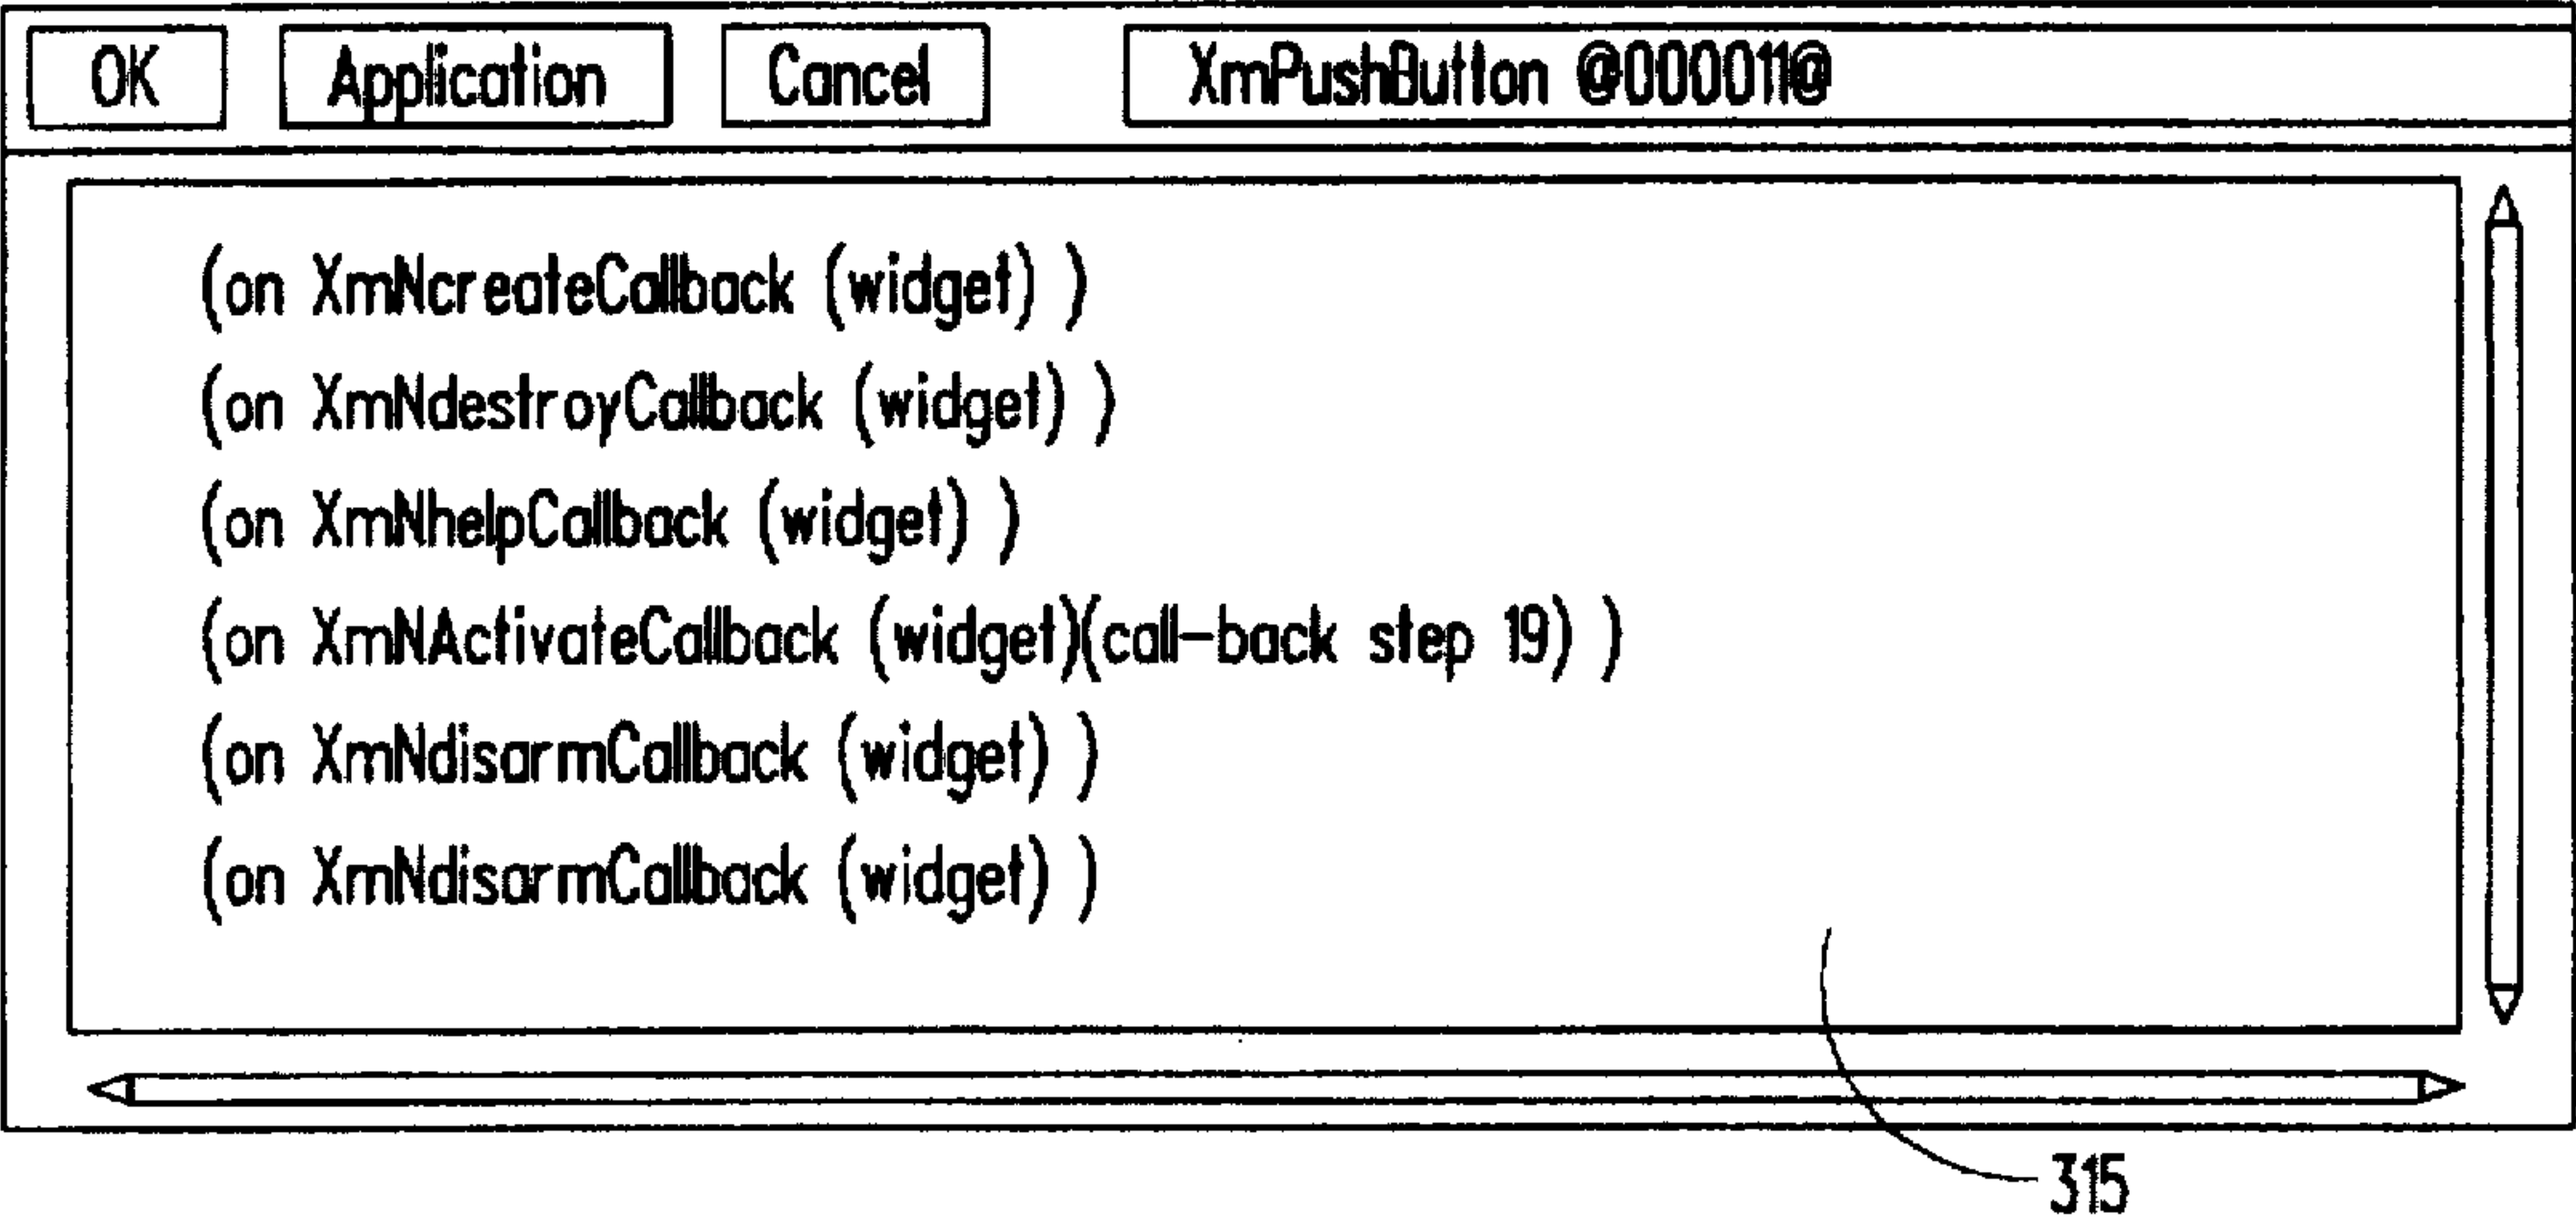 OK Application Cancel XmPushButton @000011@
(on XmNcreateCallback (widget) )
(on XmNdestroyCallback (widget) )
(on XmNhelpCallback (widget) )
(on XmNActivateCallback (widget)(call-back step 19) )
(on XmNdisarmCallback (widget) )
(on XmNdisarmCallback (widget) )
315